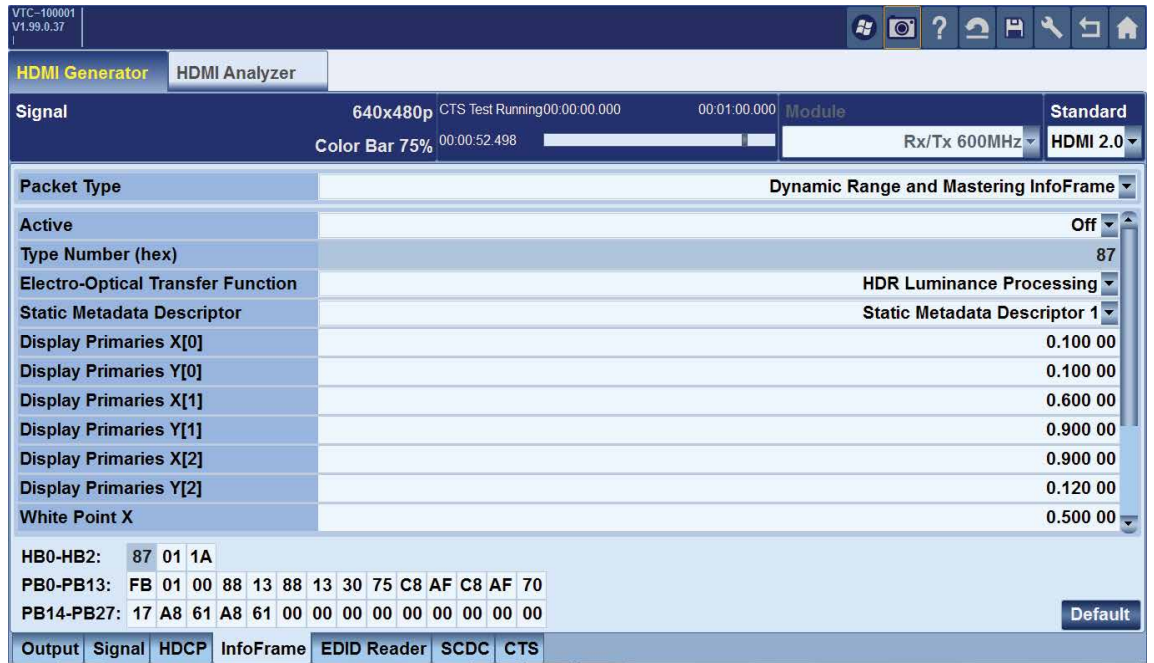 VTC-100001
V1.99.0.37
HDMI Generator HDMI Analyzer
Signal 640x480p CTS Test Running00:00:00.000 00:01:00.000 Module Standard
Color Bar 75% 00:00:52.498 Rx/Tx 600MHz HDMI 2.0
Packet Type Dynamic Range and Mastering InfoFrame
Active Off
Type Number (hex) 87
Electro-Optical Transfer Function HDR Luminance Processing
Static Metadata Descriptor Static Metadata Descriptor 1
Display Primaries X[0] 0.100 00
Display Primaries Y[0] 0.100 00
Display Primaries X[1] 0.600 00
Display Primaries Y[1] 0.900 00
Display Primaries X[2] 0.900 00
Display Primaries Y[2] 0.120 00
White Point X 0.500 00
HB0-HB2: 87 01 1A
PB0-PB13: FB 01 00 88 13 88 13 30 75 C8 AF C8 AF 70
PB14-PB27: 17 A8 61 A8 61 00 00 00 00 00 00 00 00 00
Default
Output Signal HDCP InfoFrame EDID Reader SCDC CTS